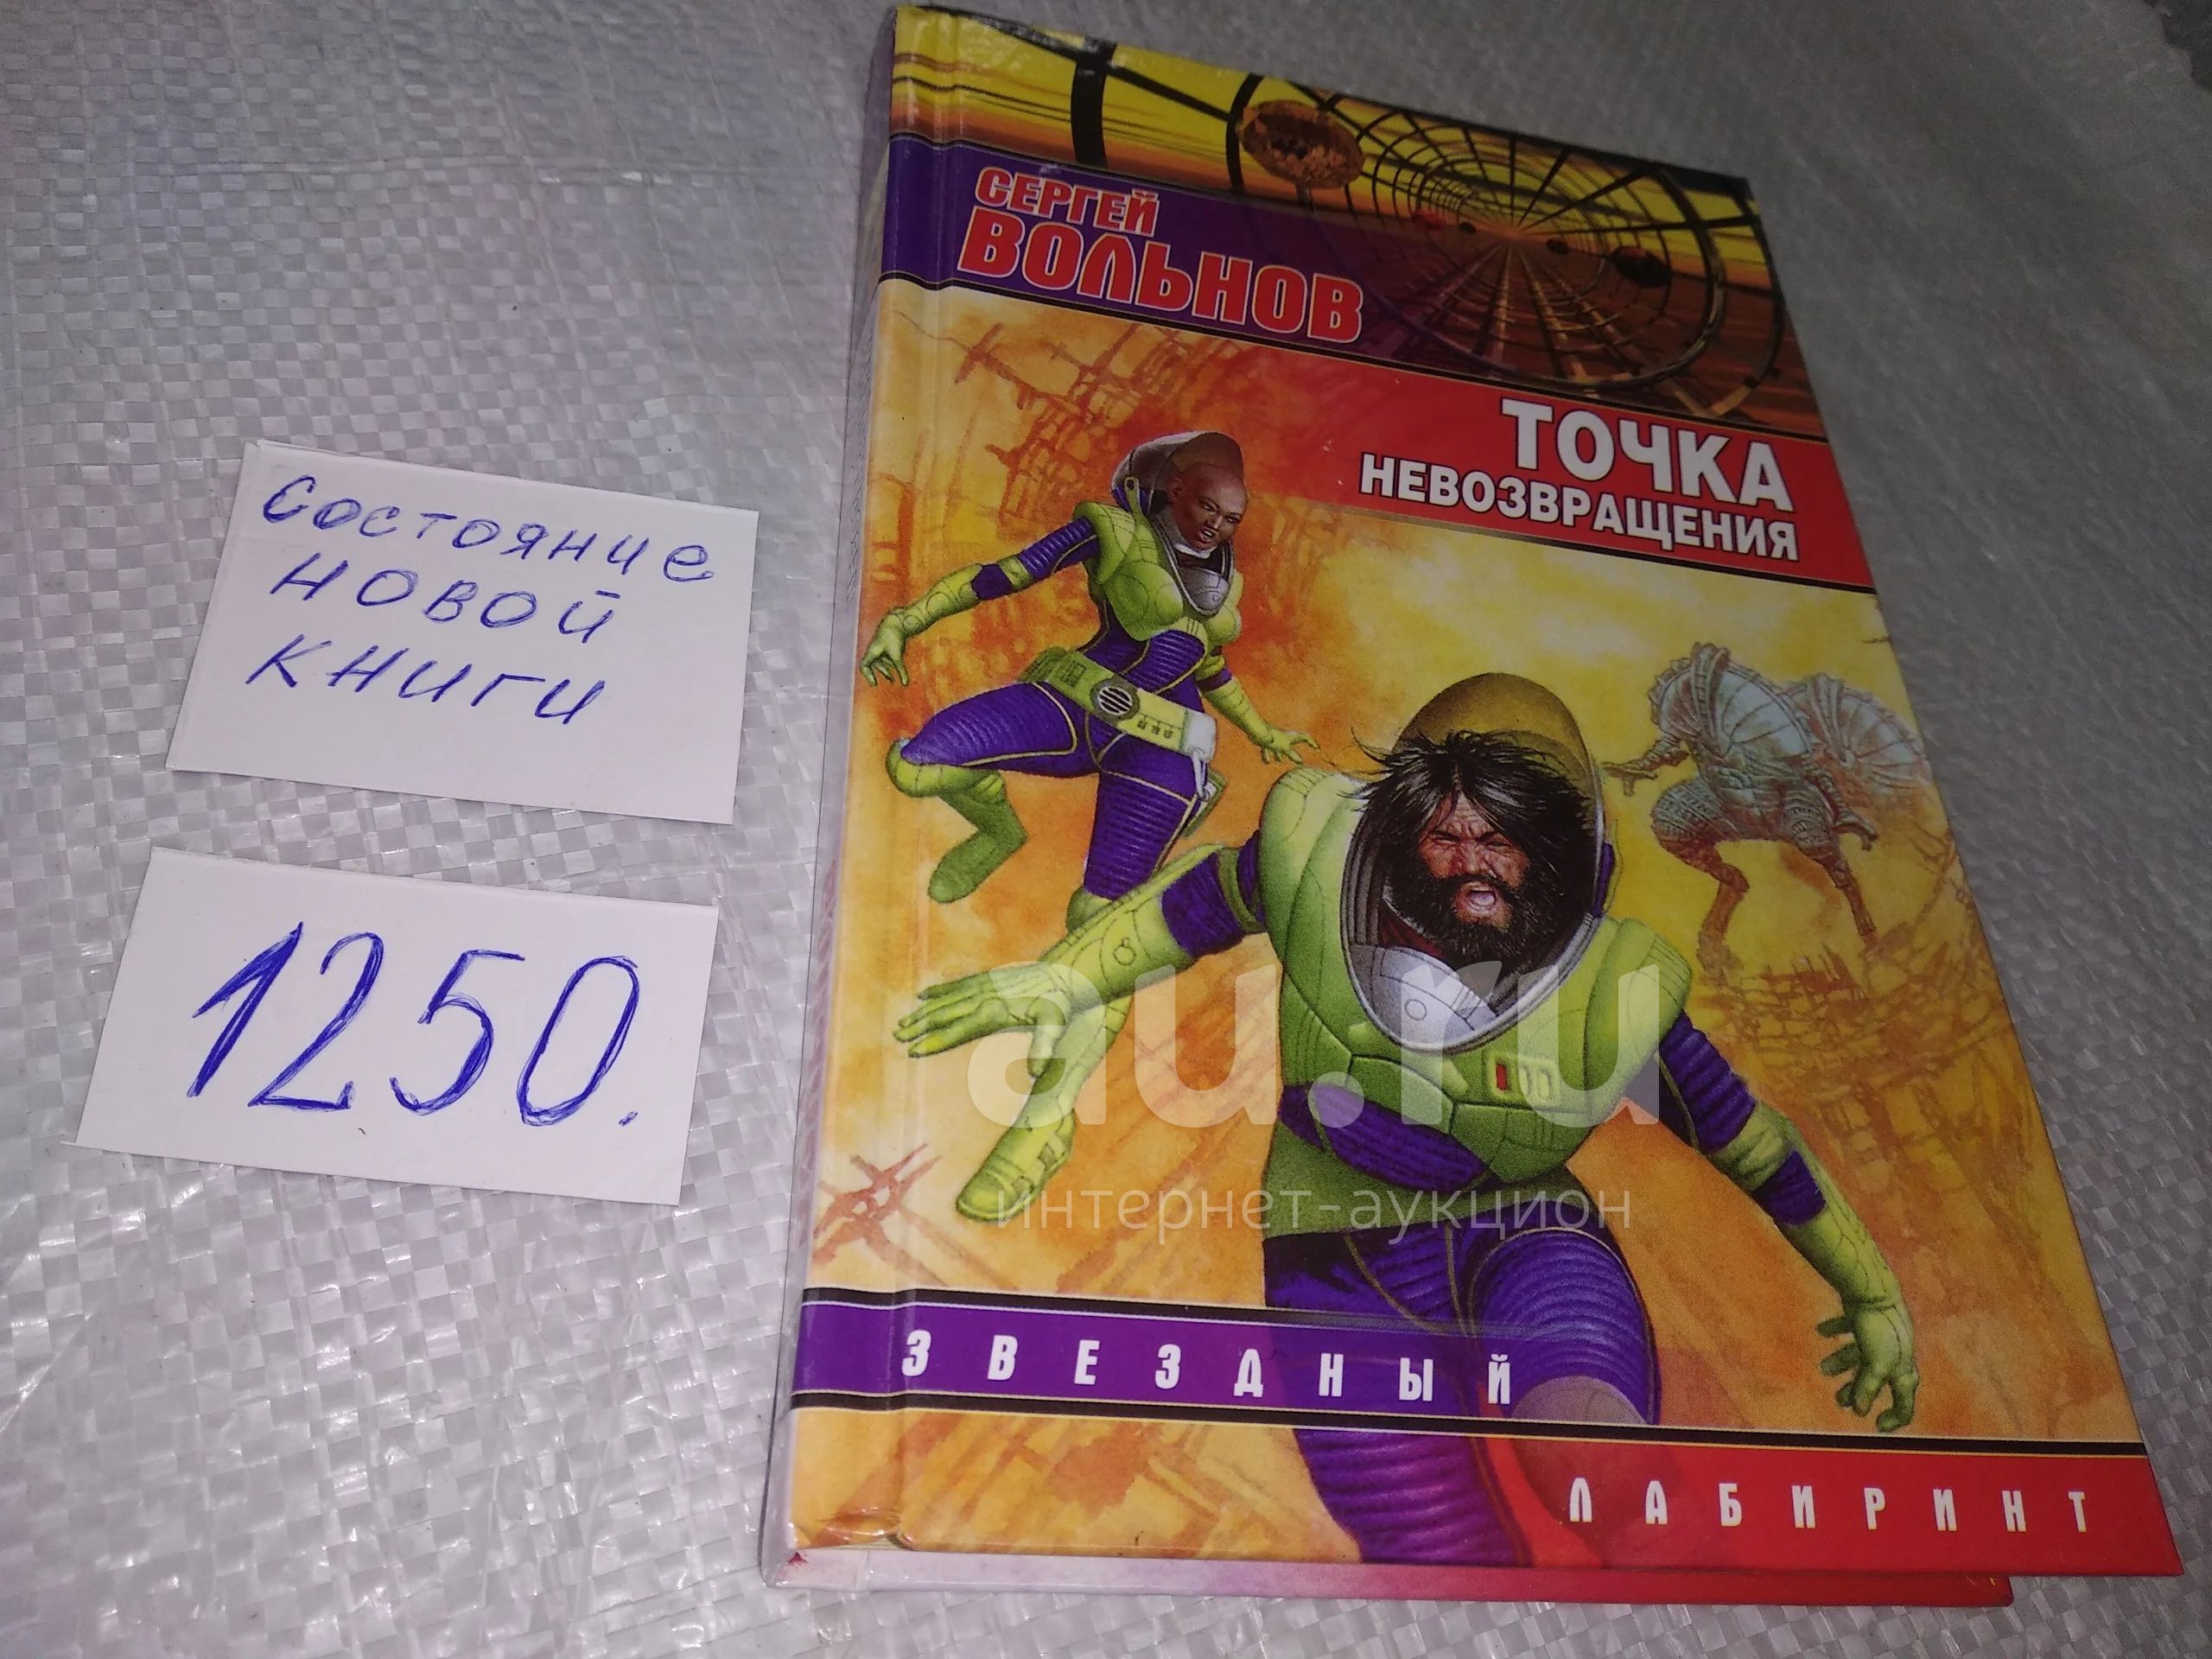 Состояние
новой
книги
1250.
СЕРГЕЙ
ВОЛЬНОВ
ТОЧКА
НЕВОЗВРАЩЕНИЯ
au.ru
интернет-аукцион
ЗВЕЗДНЫЙ
ЛАБИРИНТ